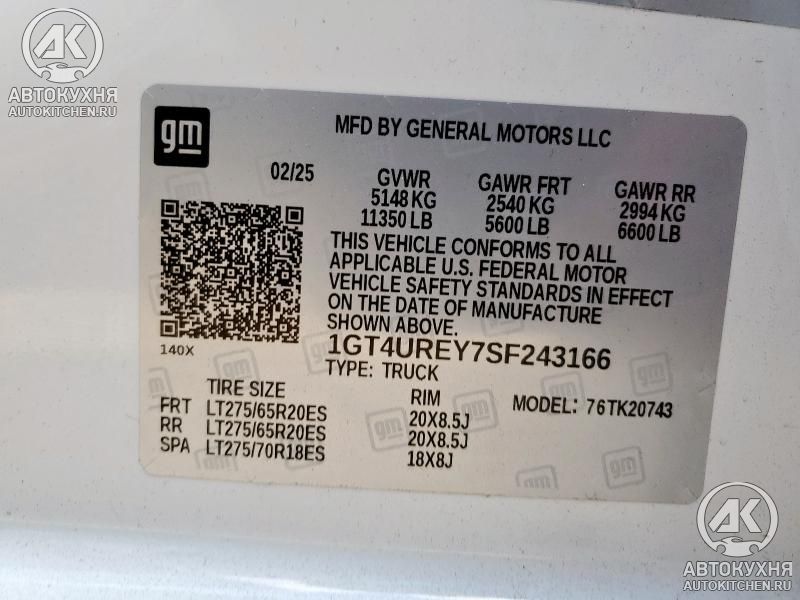 AK
АВТОКУХНЯ
AUTOKITCHEN.RU
gm
MFD BY GENERAL MOTORS LLC
02/25
GVWR GAWR FRT GAWR RR
5148 KG 2540 KG 2994 KG
11350 LB 5600 LB 6600 LB
THIS VEHICLE CONFORMS TO ALL
APPLICABLE U.S. FEDERAL MOTOR
VEHICLE SAFETY STANDARDS IN EFFECT
ON THE DATE OF MANUFACTURE
SHOWN ABOVE.
140X
1GT4UREY7SF243166
TYPE: TRUCK
TIRE SIZE RIM MODEL: 76TK20743
FRT LT275/65R20ES 20X8.5J
RR LT275/65R20ES 20X8.5J
SPA LT275/70R18ES 18X8J
AK
АВТОКУХНЯ
AUTOKITCHEN.RU